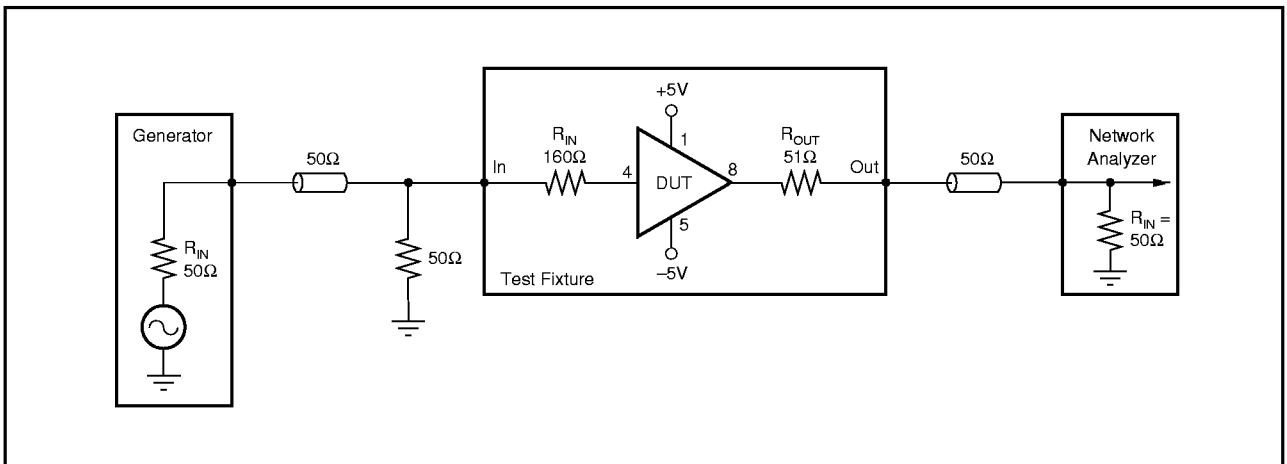 Generator
R_IN
50Ω
50Ω
50Ω
In
R_IN
160Ω
4
+5V
1
DUT
5
–5V
8
R_OUT
51Ω
Out
Test Fixture
50Ω
Network
Analyzer
R_IN =
50Ω